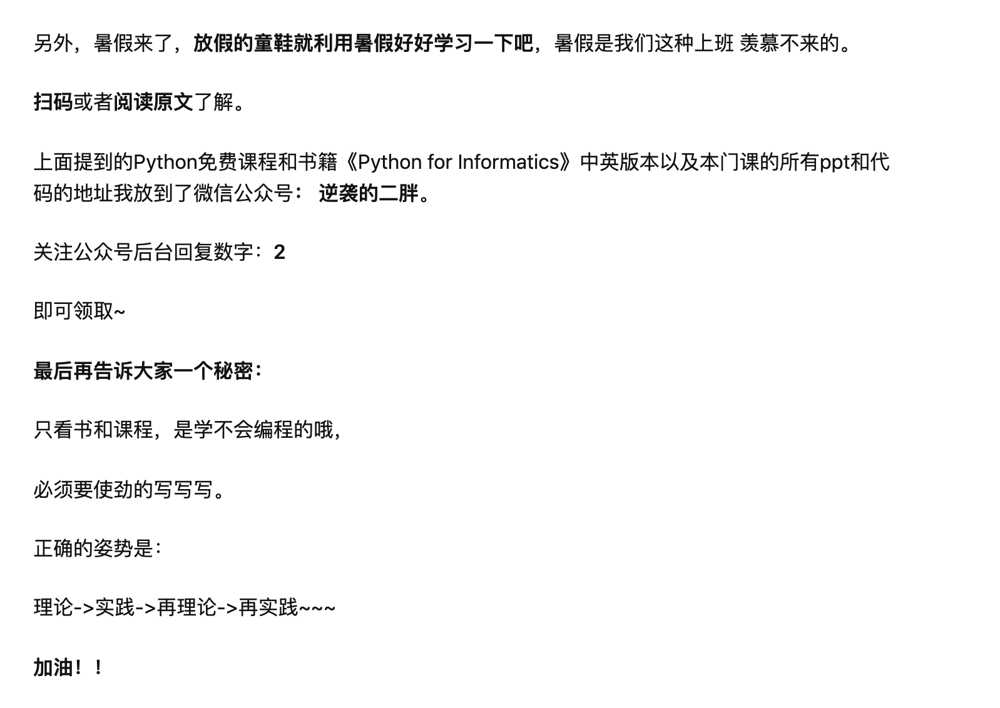 另外，暑假来了，放假的童鞋就利用暑假好好学习一下吧，暑假是我们这种上班 羡慕不来的。
扫码或者阅读原文了解。
上面提到的Python免费课程和书籍《Python for Informatics》中英版本以及本门课的所有ppt和代
码的地址我放到了微信公众号： 逆袭的二胖。
关注公众号后台回复数字：2
即可领取~
最后再告诉大家一个秘密：
只看书和课程，是学不会编程的哦，
必须要使劲的写写写。
正确的姿势是：
理论->实践->再理论->再实践~~~
加油！！